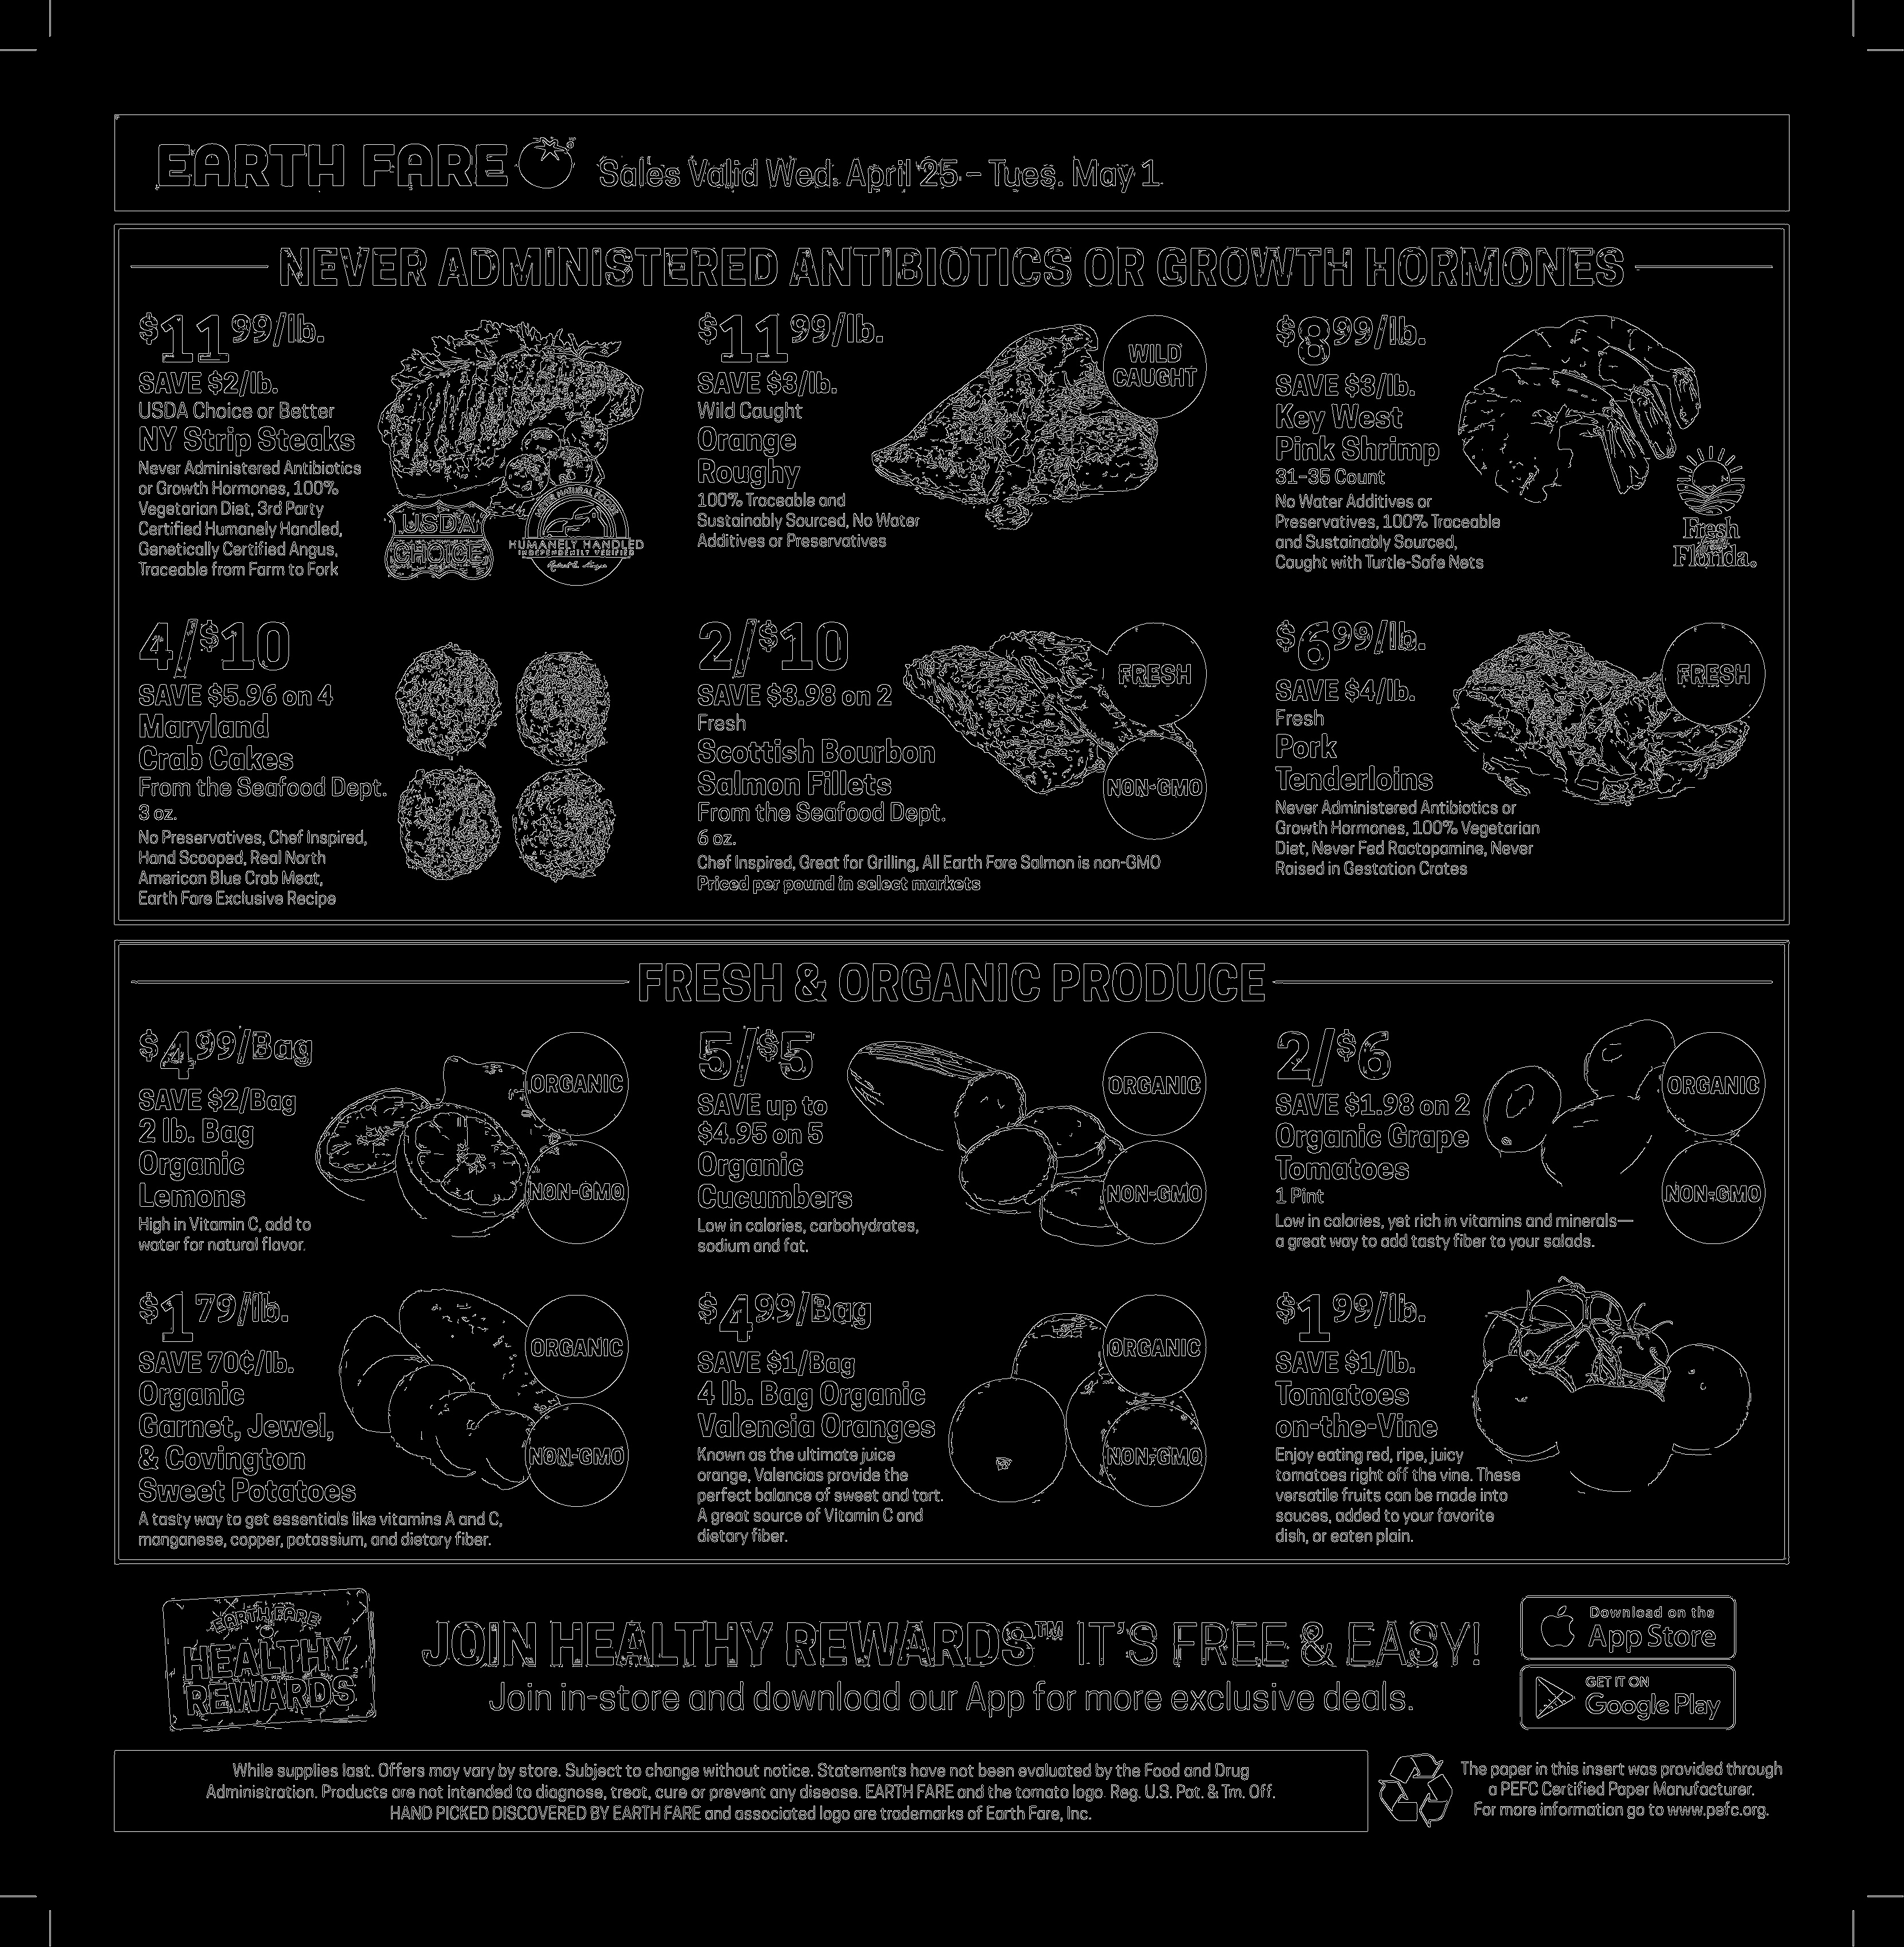 EARTH FARE
Sales Valid Wed. April 25 – Tues. May 1
NEVER ADMINISTERED ANTIBIOTICS OR GROWTH HORMONES
$11 99/lb.
SAVE $2/lb.
USDA Choice or Better
NY Strip Steaks
Never Administered Antibiotics
or Growth Hormones, 100%
Vegetarian Diet, 3rd Party
Certified Humanely Handled,
Genetically Certified Angus,
Traceable from Farm to Fork
USDA
CHOICE
HUMANELY HANDLED
INDEPENDENTLY VERIFIED
$11 99/lb.
SAVE $3/lb.
Wild Caught
Orange
Roughy
100% Traceable and
Sustainably Sourced, No Water
Additives or Preservatives
WILD
CAUGHT
$8 99/lb.
SAVE $3/lb.
Key West
Pink Shrimp
31–35 Count
No Water Additives or
Preservatives, 100% Traceable
and Sustainably Sourced,
Caught with Turtle-Safe Nets
Fresh
from
Florida
4/$10
SAVE $5.96 on 4
Maryland
Crab Cakes
From the Seafood Dept.
3 oz.
No Preservatives, Chef Inspired,
Hand Scooped, Real North
American Blue Crab Meat,
Earth Fare Exclusive Recipe
2/$10
SAVE $3.98 on 2
Fresh
Scottish Bourbon
Salmon Fillets
From the Seafood Dept.
6 oz.
Chef Inspired, Great for Grilling, All Earth Fare Salmon is non-GMO
Priced per pound in select markets
FRESH
NON-GMO
$6 99/lb.
SAVE $4/lb.
Fresh
Pork
Tenderloins
Never Administered Antibiotics or
Growth Hormones, 100% Vegetarian
Diet, Never Fed Ractopamine, Never
Raised in Gestation Crates
FRESH
FRESH & ORGANIC PRODUCE
$4 99/Bag
SAVE $2/Bag
2 lb. Bag
Organic
Lemons
High in Vitamin C, add to
water for natural flavor.
ORGANIC
NON-GMO
5/$5
SAVE up to
$4.95 on 5
Organic
Cucumbers
Low in calories, carbohydrates,
sodium and fat.
ORGANIC
NON-GMO
2/$6
SAVE $1.98 on 2
Organic Grape
Tomatoes
1 Pint
Low in calories, yet rich in vitamins and minerals—
a great way to add tasty fiber to your salads.
ORGANIC
NON-GMO
$1 79/lb.
SAVE 70¢/lb.
Organic
Garnet, Jewel,
& Covington
Sweet Potatoes
A tasty way to get essentials like vitamins A and C,
manganese, copper, potassium, and dietary fiber.
ORGANIC
NON-GMO
$4 99/Bag
SAVE $1/Bag
4 lb. Bag Organic
Valencia Oranges
Known as the ultimate juice
orange, Valencias provide the
perfect balance of sweet and tart.
A great source of Vitamin C and
dietary fiber.
ORGANIC
NON-GMO
$1 99/lb.
SAVE $1/lb.
Tomatoes
on-the-Vine
Enjoy eating red, ripe, juicy
tomatoes right off the vine. These
versatile fruits can be made into
sauces, added to your favorite
dish, or eaten plain.
EARTH FARE
HEALTHY
REWARDS
JOIN HEALTHY REWARDS™ IT'S FREE & EASY!
Join in-store and download our App for more exclusive deals.
Download on the
App Store
GET IT ON
Google Play
While supplies last. Offers may vary by store. Subject to change without notice. Statements have not been evaluated by the Food and Drug
Administration. Products are not intended to diagnose, treat, cure or prevent any disease. EARTH FARE and the tomato logo. Reg. U.S. Pat. & Tm. Off.
HAND PICKED DISCOVERED BY EARTH FARE and associated logo are trademarks of Earth Fare, Inc.
The paper in this insert was provided through
a PEFC Certified Paper Manufacturer.
For more information go to www.pefc.org.